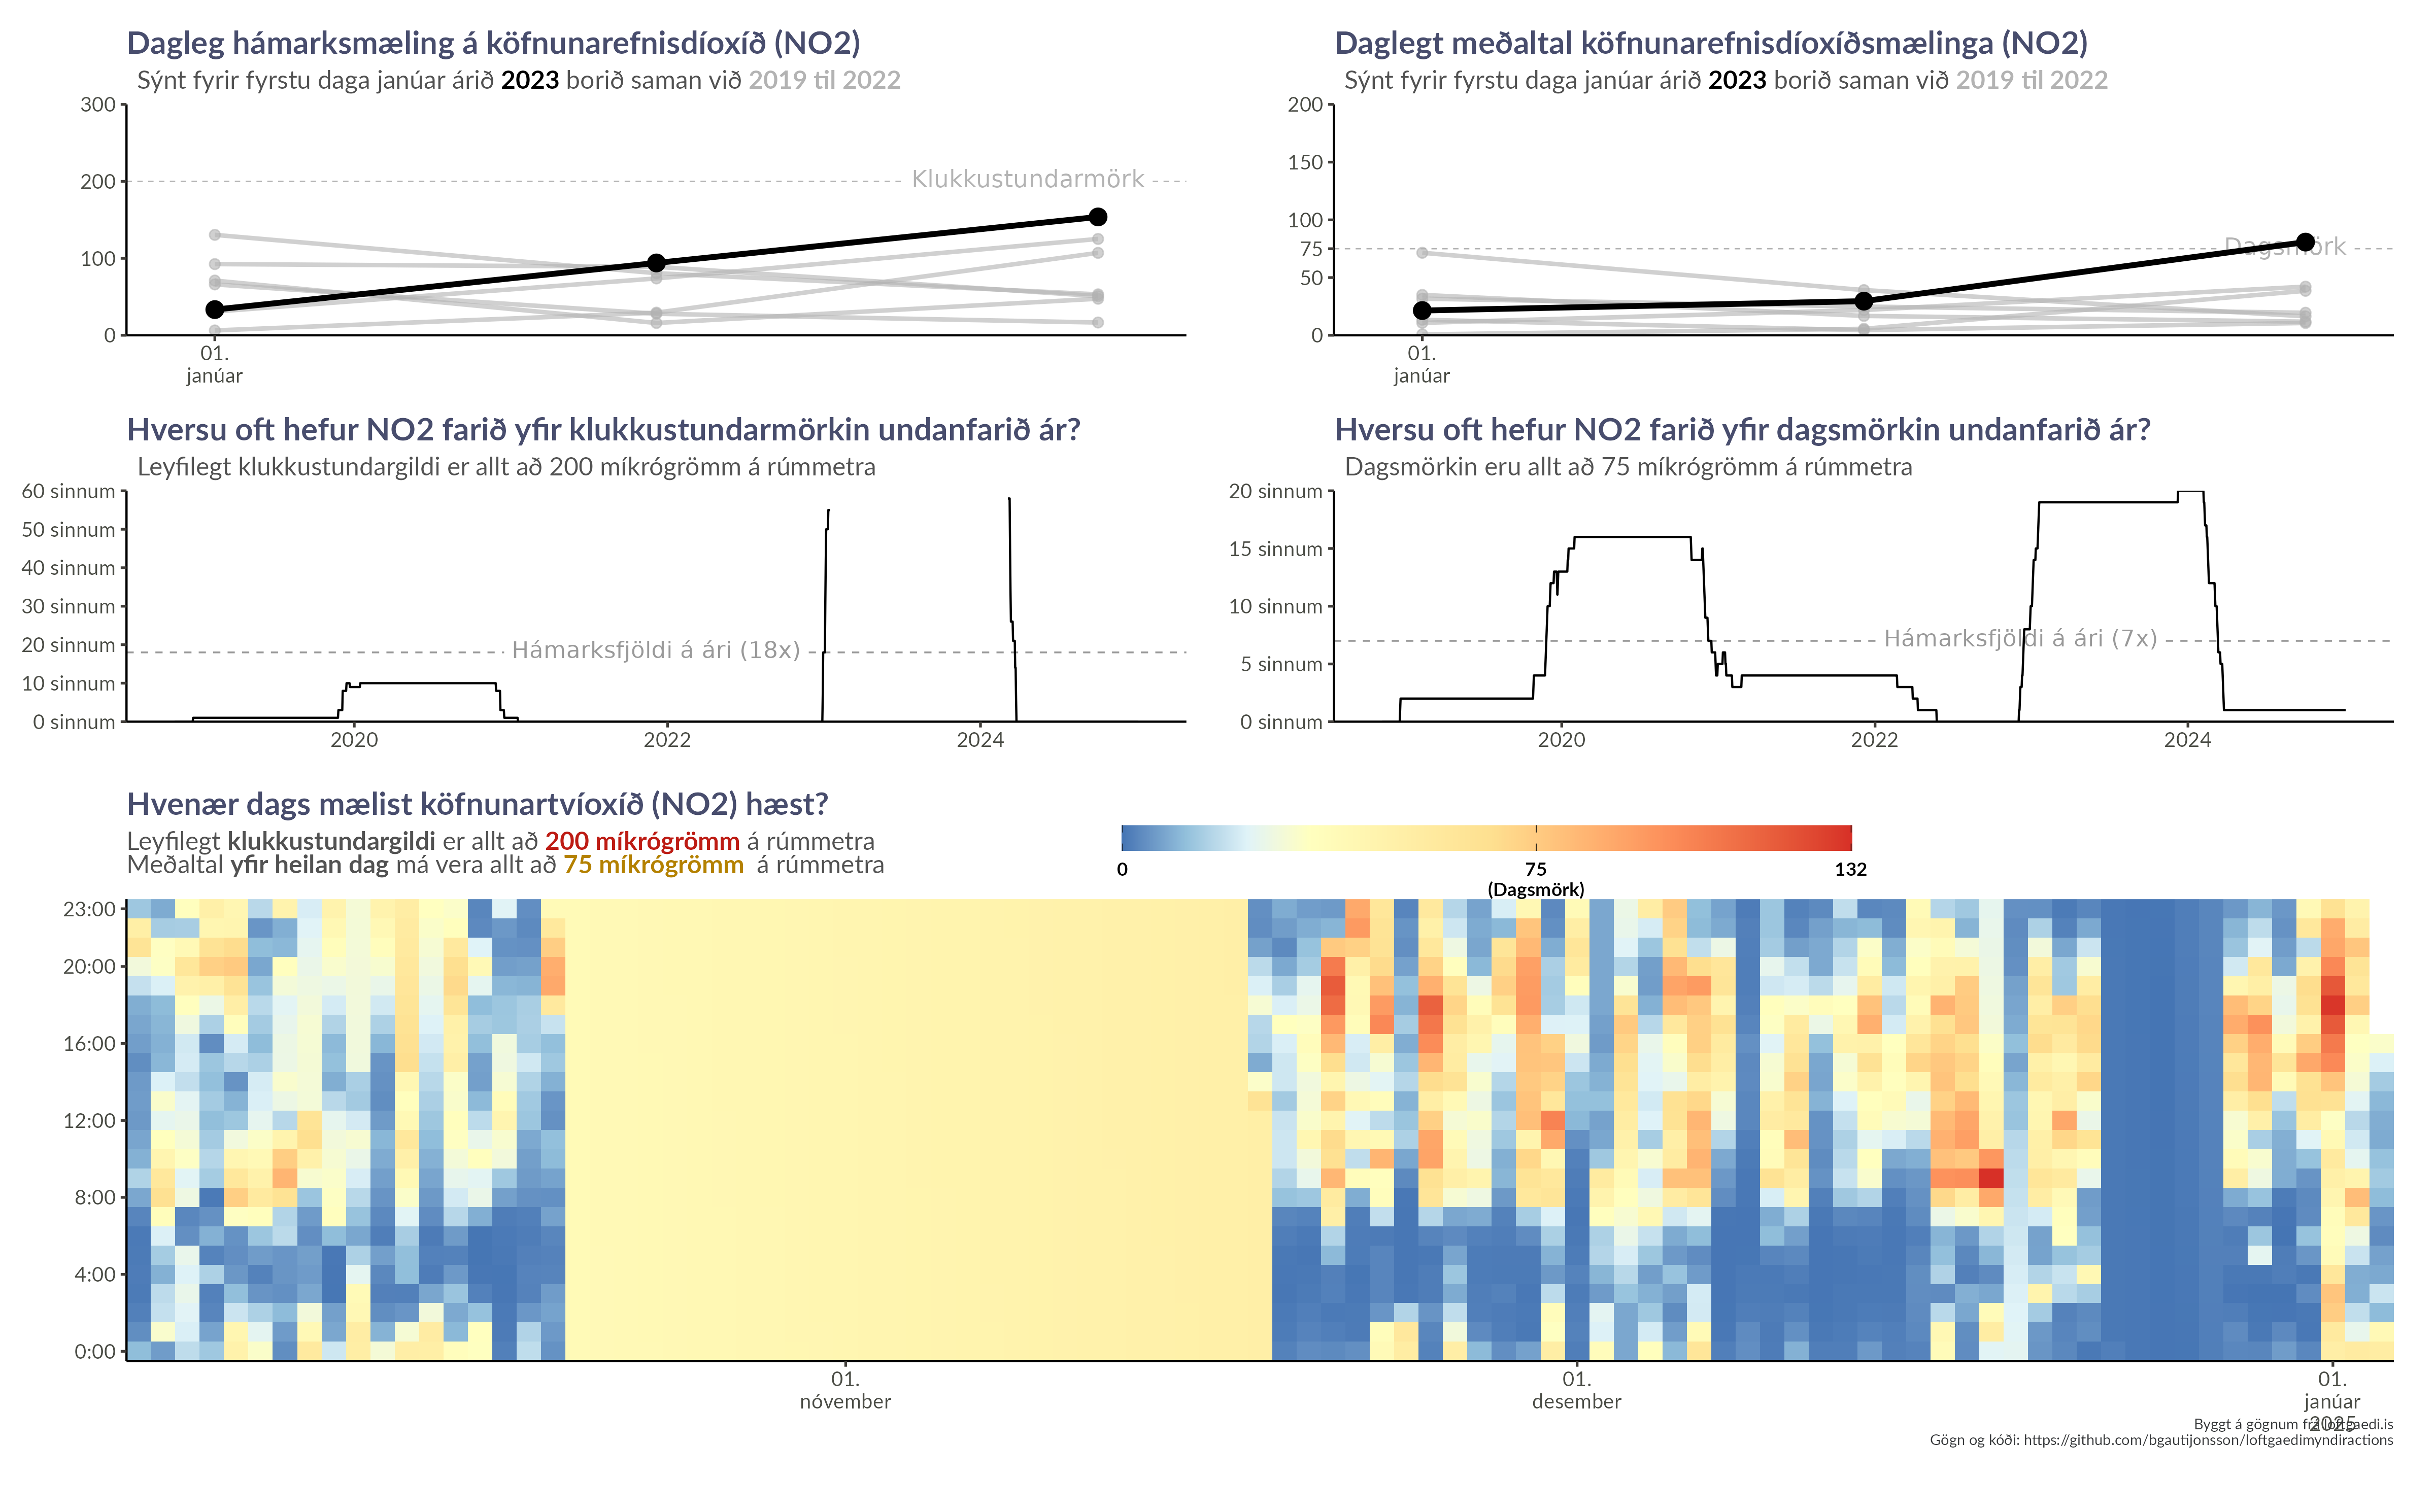 Dagleg hámarksmæling á köfnunarefnisdíoxíð (NO2)
Sýnt fyrir fyrstu daga janúar árið 2023 borið saman við 2019 til 2022
300
200
100
0
Klukkustundarmörk
01.
janúar
Daglegt meðaltal köfnunarefnisdíoxíðsmælinga (NO2)
Sýnt fyrir fyrstu daga janúar árið 2023 borið saman við 2019 til 2022
200
150
100
75
50
0
Dagsmörk
01.
janúar
Hversu oft hefur NO2 farið yfir klukkustundarmörkin undanfarið ár?
Leyfilegt klukkustundargildi er allt að 200 míkrógrömm á rúmmetra
60 sinnum
50 sinnum
40 sinnum
30 sinnum
20 sinnum
10 sinnum
0 sinnum
Hámarksfjöldi á ári (18x)
2020 2022 2024
Hversu oft hefur NO2 farið yfir dagsmörkin undanfarið ár?
Dagsmörkin eru allt að 75 míkrógrömm á rúmmetra
20 sinnum
15 sinnum
10 sinnum
5 sinnum
0 sinnum
Hámarksfjöldi á ári (7x)
2020 2022 2024
Hvenær dags mælist köfnunartvíoxíð (NO2) hæst?
Leyfilegt klukkustundargildi er allt að 200 míkrógrömm á rúmmetra
Meðaltal yfir heilan dag má vera allt að 75 míkrógrömm á rúmmetra
0 75 132
(Dagsmörk)
23:00
20:00
16:00
12:00
8:00
4:00
0:00
01.
nóvember
01.
desember
01.
janúar
2025
Byggt á gögnum frá loftgaedi.is
Gögn og kóði: https://github.com/bgautijonsson/loftgaedimyndiractions